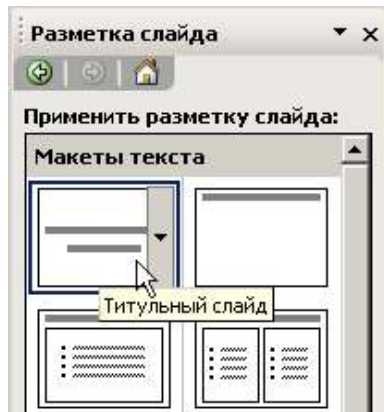 Разметка слайда
Применить разметку слайда:
Макеты текста
Титульный слайд